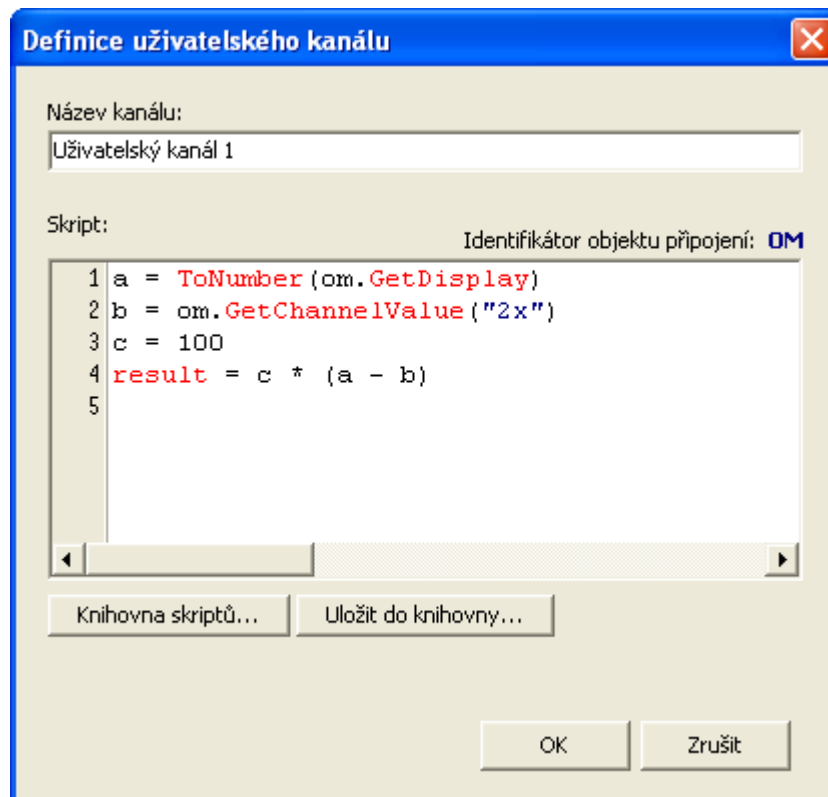 Definice uživatelského kanálu
Název kanálu:
Uživatelský kanál 1
Skript:
Identifikátor objektu připojení: OM
1 a = ToNumber(om.GetDisplay)
2 b = om.GetChannelValue("2x")
3 c = 100
4 result = c * (a - b)
5
Knihovna skriptů... Uložit do knihovny...
OK Zrušit